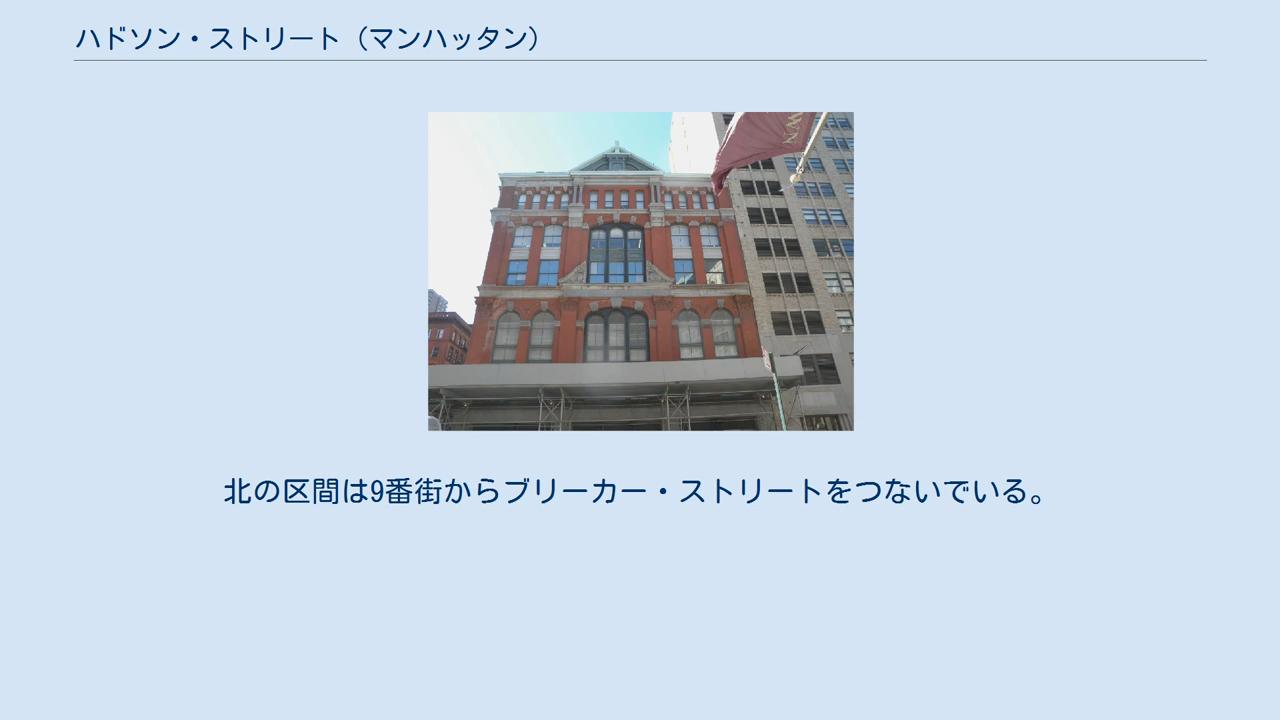 ハドソン・ストリート（マンハッタン）
WN
北の区間は9番街からブリーカー・ストリートをつないでいる。